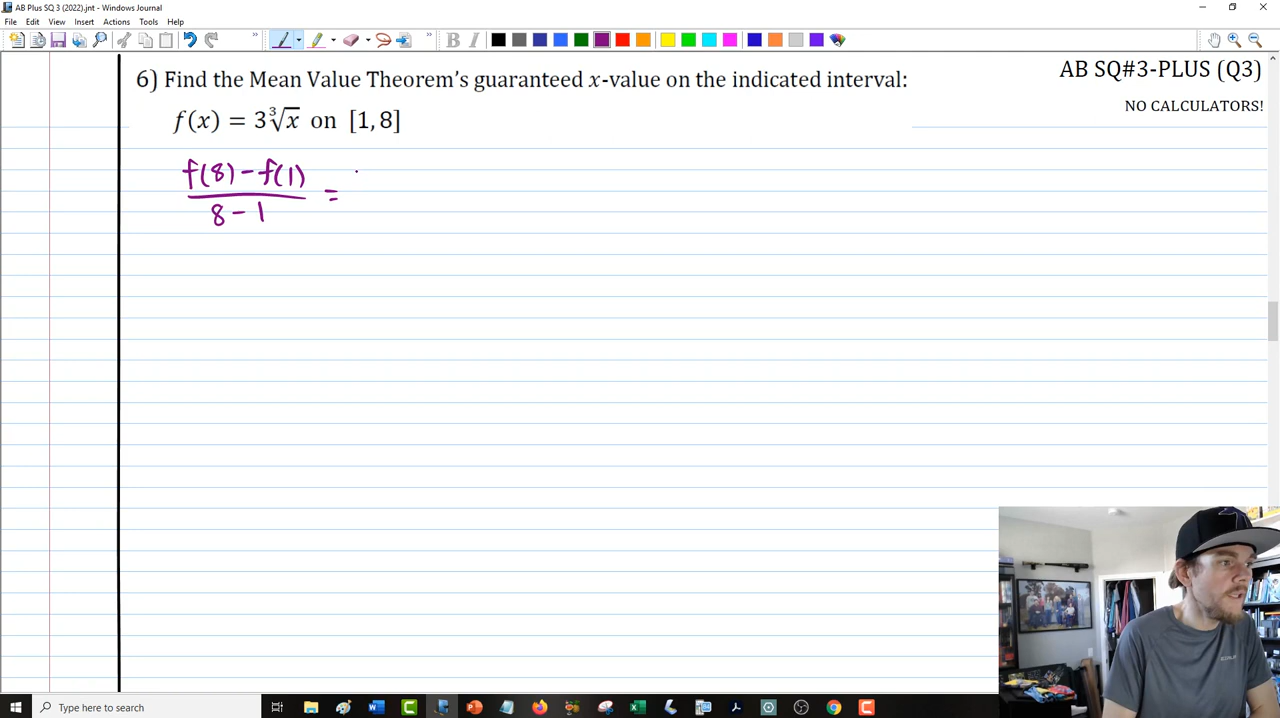 AB Plus SQ 3 (2022).jnt - Windows Journal
File Edit View Insert Actions Tools Help
6) Find the Mean Value Theorem's guaranteed x-value on the indicated interval:
f(x) = 3∛x on [1, 8]
AB SQ#3-PLUS (Q3)
NO CALCULATORS!
f(8) - f(1)
=
8 - 1
Type here to search